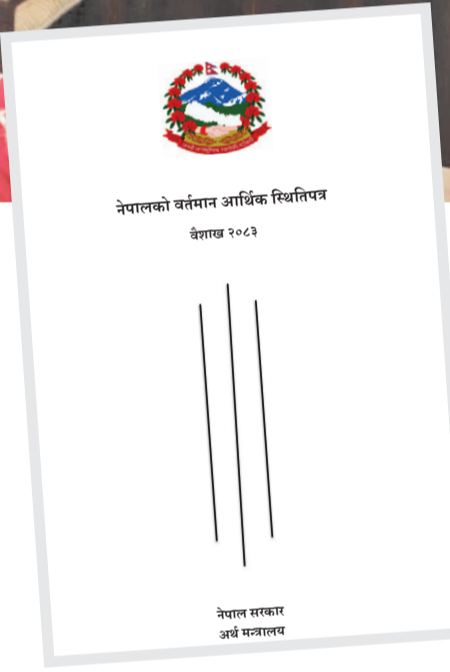 नेपालको वर्तमान आर्थिक स्थितिपत्र
वैशाख २०८३
नेपाल सरकार
अर्थ मन्त्रालय